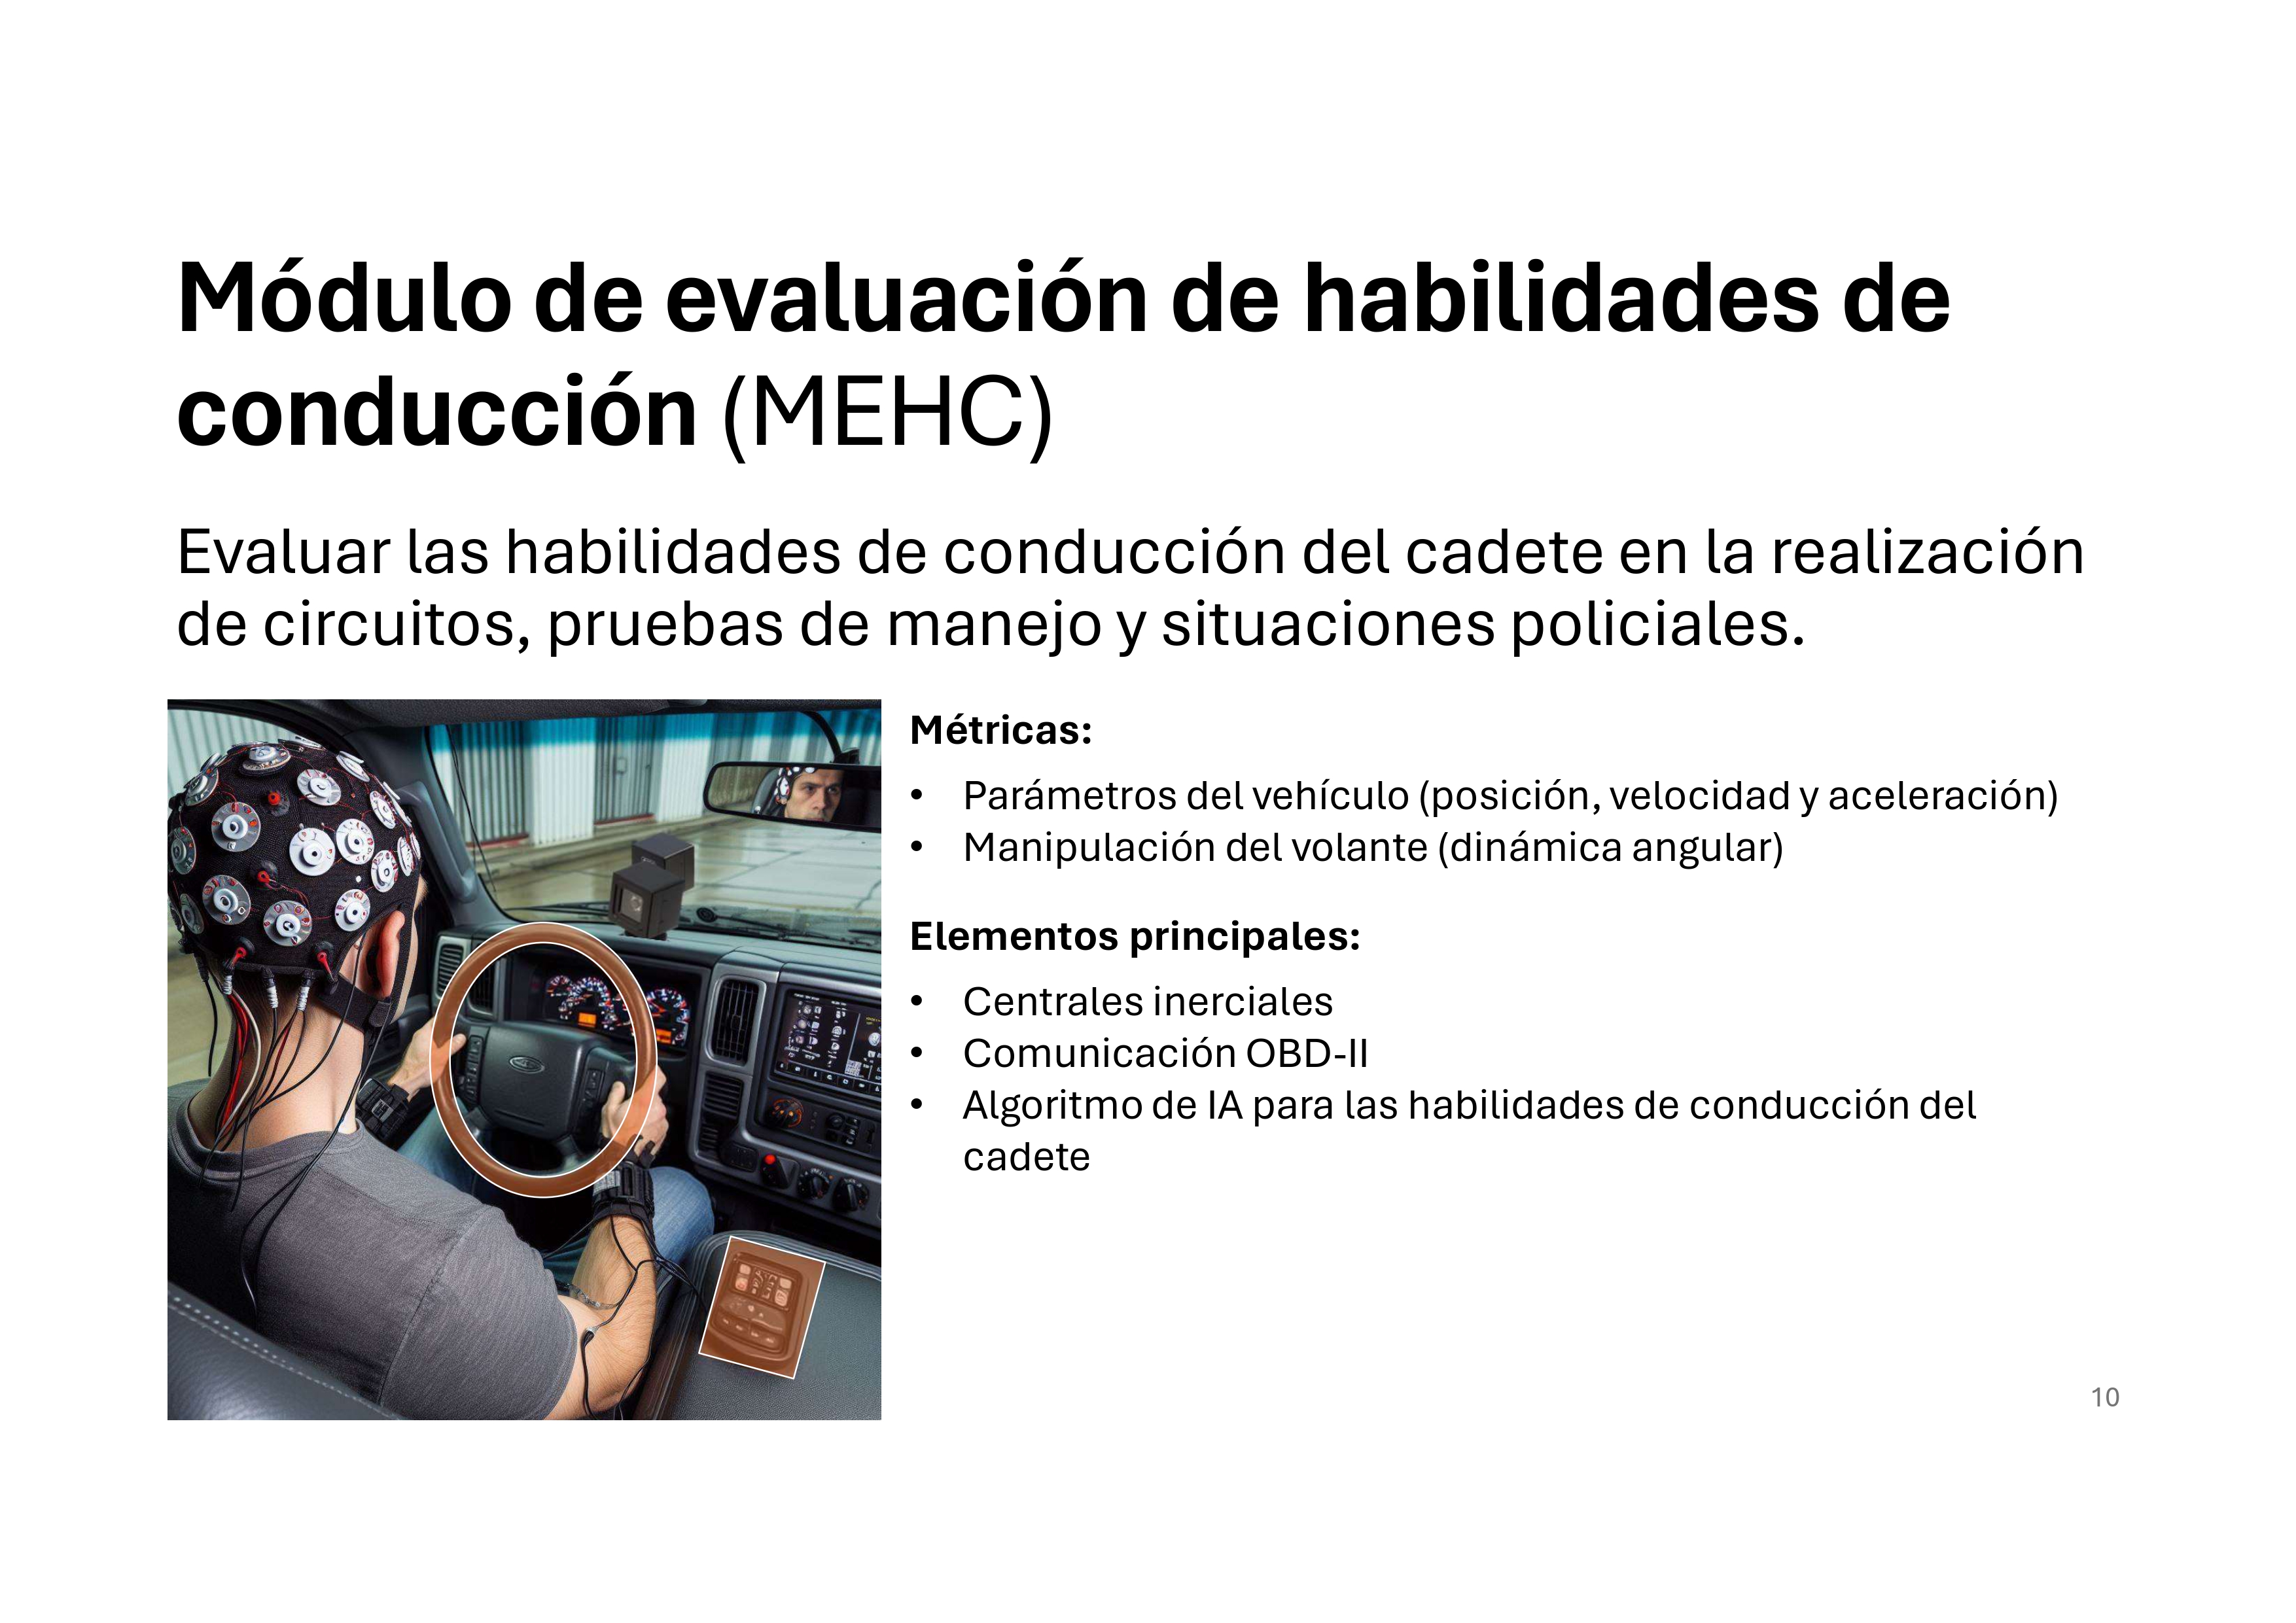 Módulo de evaluación de habilidades de
conducción (MEHC)
Evaluar las habilidades de conducción del cadete en la realización
de circuitos, pruebas de manejo y situaciones policiales.
Métricas:
• Parámetros del vehículo (posición, velocidad y aceleración)
• Manipulación del volante (dinámica angular)
Elementos principales:
• Centrales inerciales
• Comunicación OBD-II
• Algoritmo de IA para las habilidades de conducción del
cadete
10